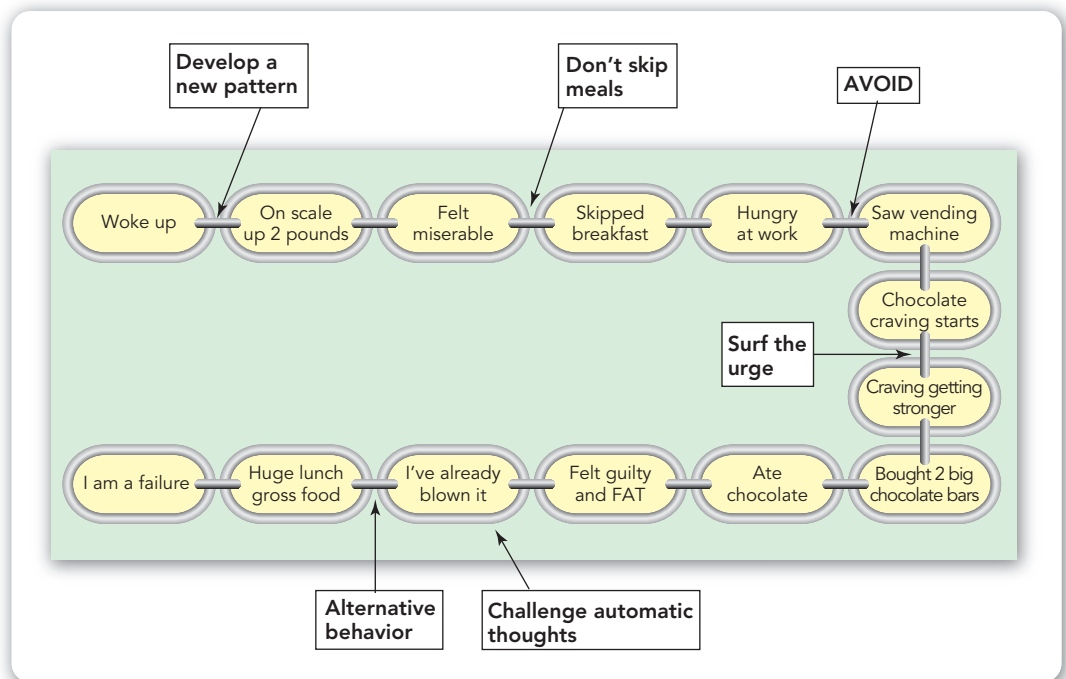 Develop a
new pattern
Don't skip
meals
AVOID
Woke up
On scale
up 2 pounds
Felt
miserable
Skipped
breakfast
Hungry
at work
Saw vending
machine
Chocolate
craving starts
Surf the
urge
Craving getting
stronger
Bought 2 big
chocolate bars
Ate
chocolate
Felt guilty
and FAT
I've already
blown it
Huge lunch
gross food
I am a failure
Alternative
behavior
Challenge automatic
thoughts